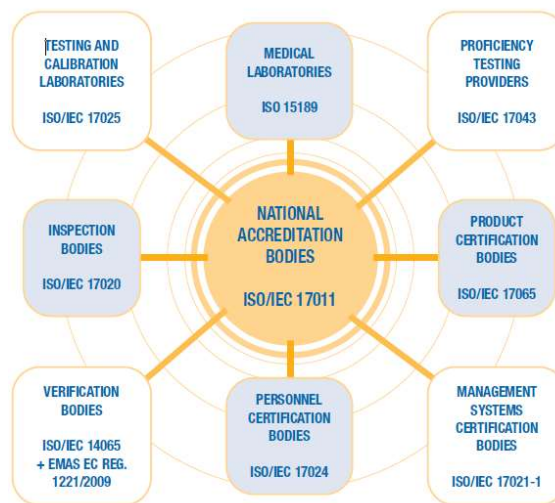 TESTING AND
CALIBRATION
LABORATORIES
ISO/IEC 17025
MEDICAL
LABORATORIES
ISO 15189
PROFICIENCY
TESTING
PROVIDERS
ISO/IEC 17043
INSPECTION
BODIES
ISO/IEC 17020
NATIONAL
ACCREDITATION
BODIES
ISO/IEC 17011
PRODUCT
CERTIFICATION
BODIES
ISO/IEC 17065
VERIFICATION
BODIES
ISO/IEC 14065
+ EMAS EC REG.
1221/2009
PERSONNEL
CERTIFICATION
BODIES
ISO/IEC 17024
MANAGEMENT
SYSTEMS
CERTIFICATION
BODIES
ISO/IEC 17021-1